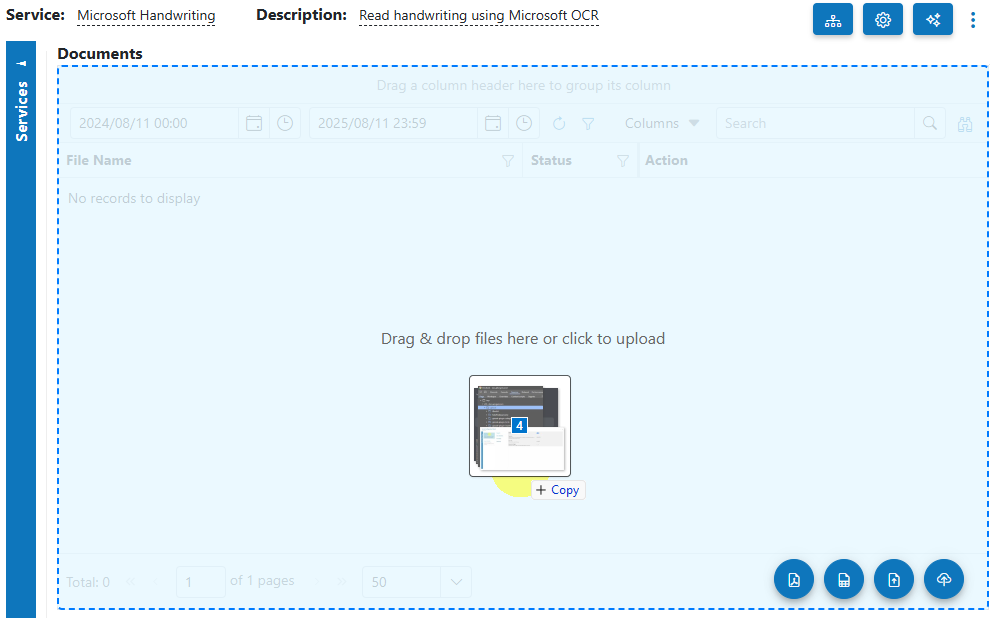 Service: Microsoft Handwriting Description: Read handwriting using Microsoft OCR
Services
Documents
Drag a column header here to group its column
2024/08/11 00:00 2025/08/11 23:59 Columns Search
File Name Status Action
No records to display
Drag & drop files here or click to upload
4
+ Copy
Total: 0 1 of 1 pages 50